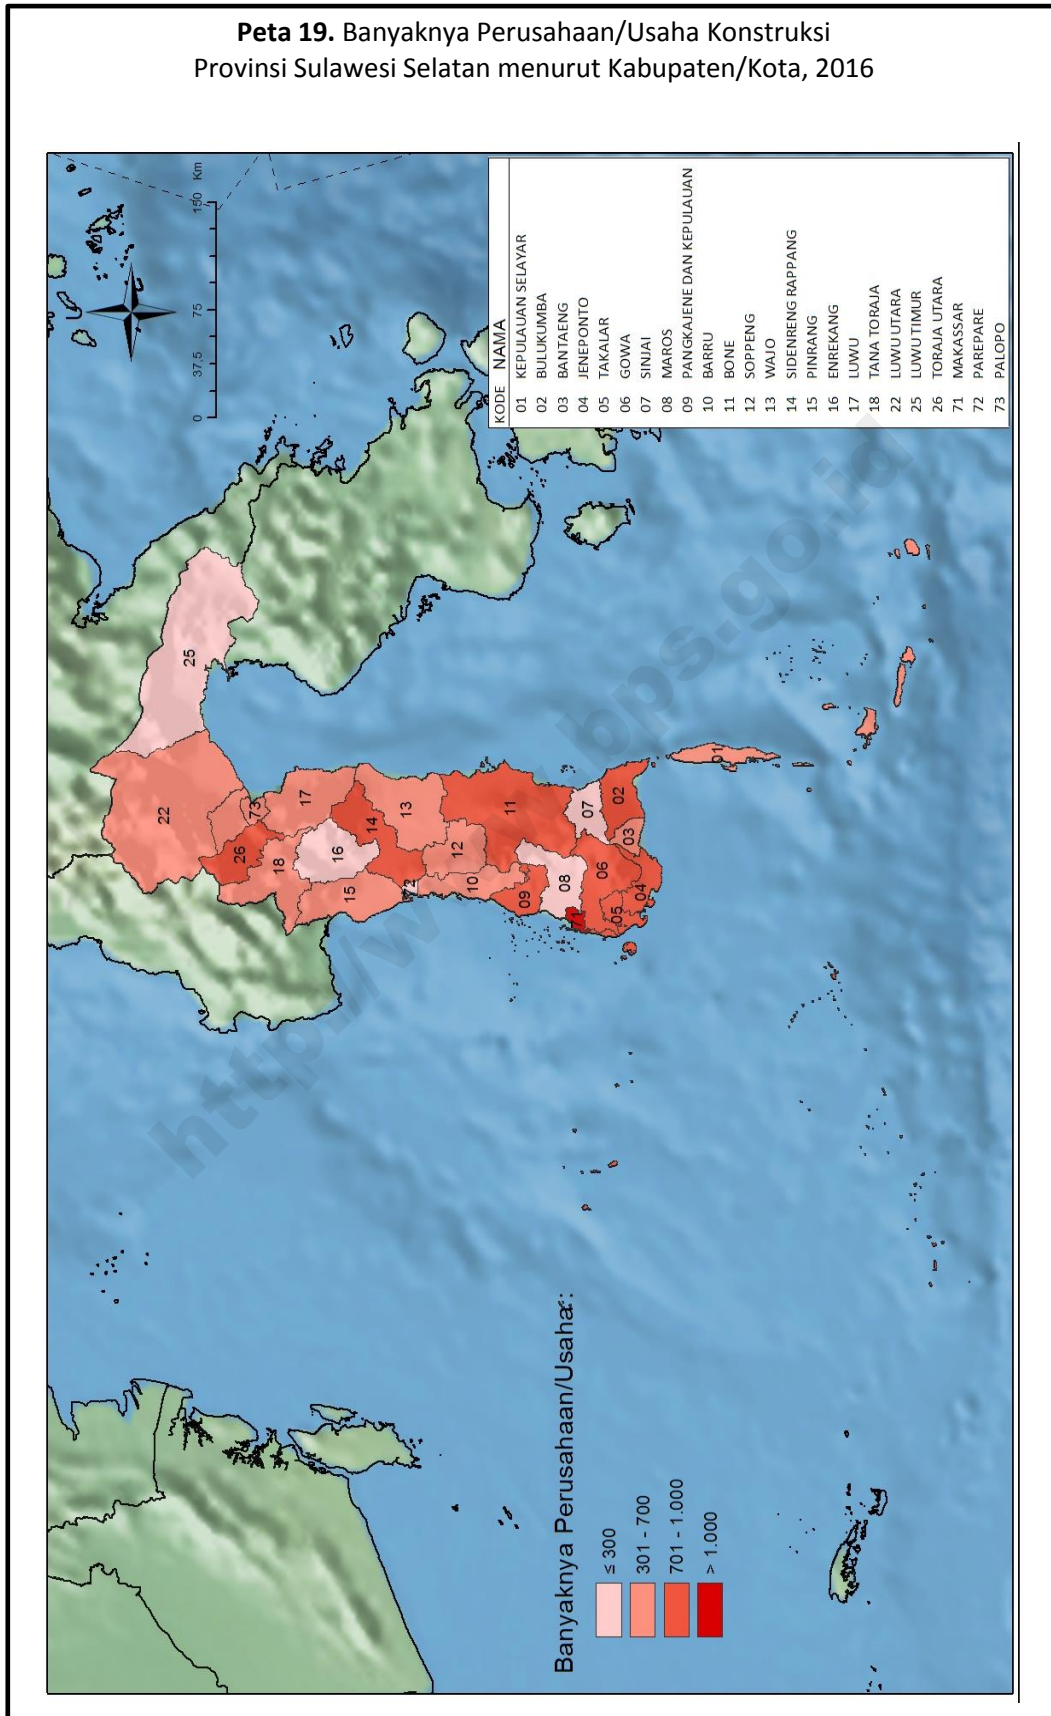 Peta 19. Banyaknya Perusahaan/Usaha Konstruksi
Provinsi Sulawesi Selatan menurut Kabupaten/Kota, 2016
0 37,5 75 150 Km
U
KODE NAMA
01 KEPULAUAN SELAYAR
02 BULUKUMBA
03 BANTAENG
04 JENEPONTO
05 TAKALAR
06 GOWA
07 SINJAI
08 MAROS
09 PANGKAJENE DAN KEPULAUAN
10 BARRU
11 BONE
12 SOPPENG
13 WAJO
14 SIDENRENG RAPPANG
15 PINRANG
16 ENREKANG
17 LUWU
18 TANA TORAJA
22 LUWU UTARA
25 LUWU TIMUR
26 TORAJA UTARA
71 MAKASSAR
72 PAREPARE
73 PALOPO
25
22
73
26
17
18
16
14
15
13
72
12
10
11
09
08
07
71
06
02
03
05
04
01
http://www.bps.go.id
Banyaknya Perusahaan/Usaha:
≤ 300
301 - 700
701 - 1.000
> 1.000